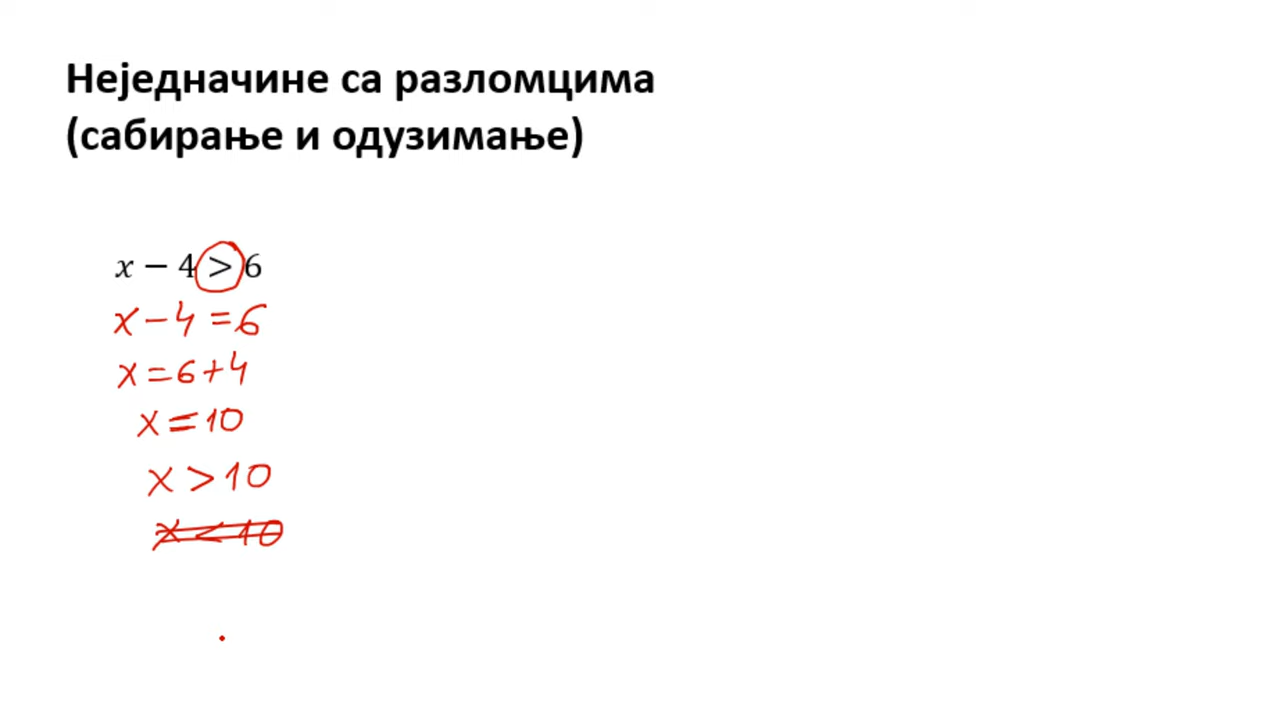 Неједначине са разломцима
(сабирање и одузимање)
x − 4 > 6
x − 4 = 6
x = 6 + 4
x = 10
x > 10
x < 10